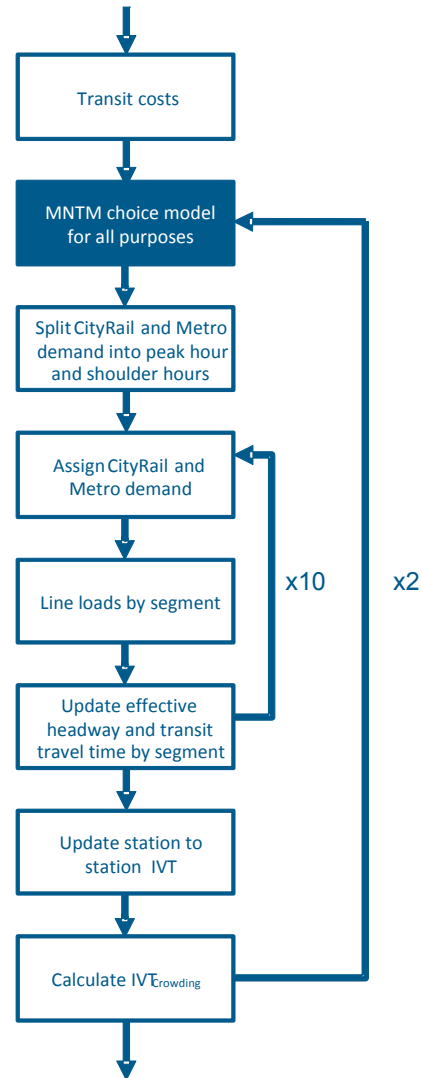 Transit costs
MNTM choice model
for all purposes
Split CityRail and Metro
demand into peak hour
and shoulder hours
Assign CityRail and
Metro demand
x10
x2
Line loads by segment
Update effective
headway and transit
travel time by segment
Update station to
station IVT
Calculate IVTCrowding